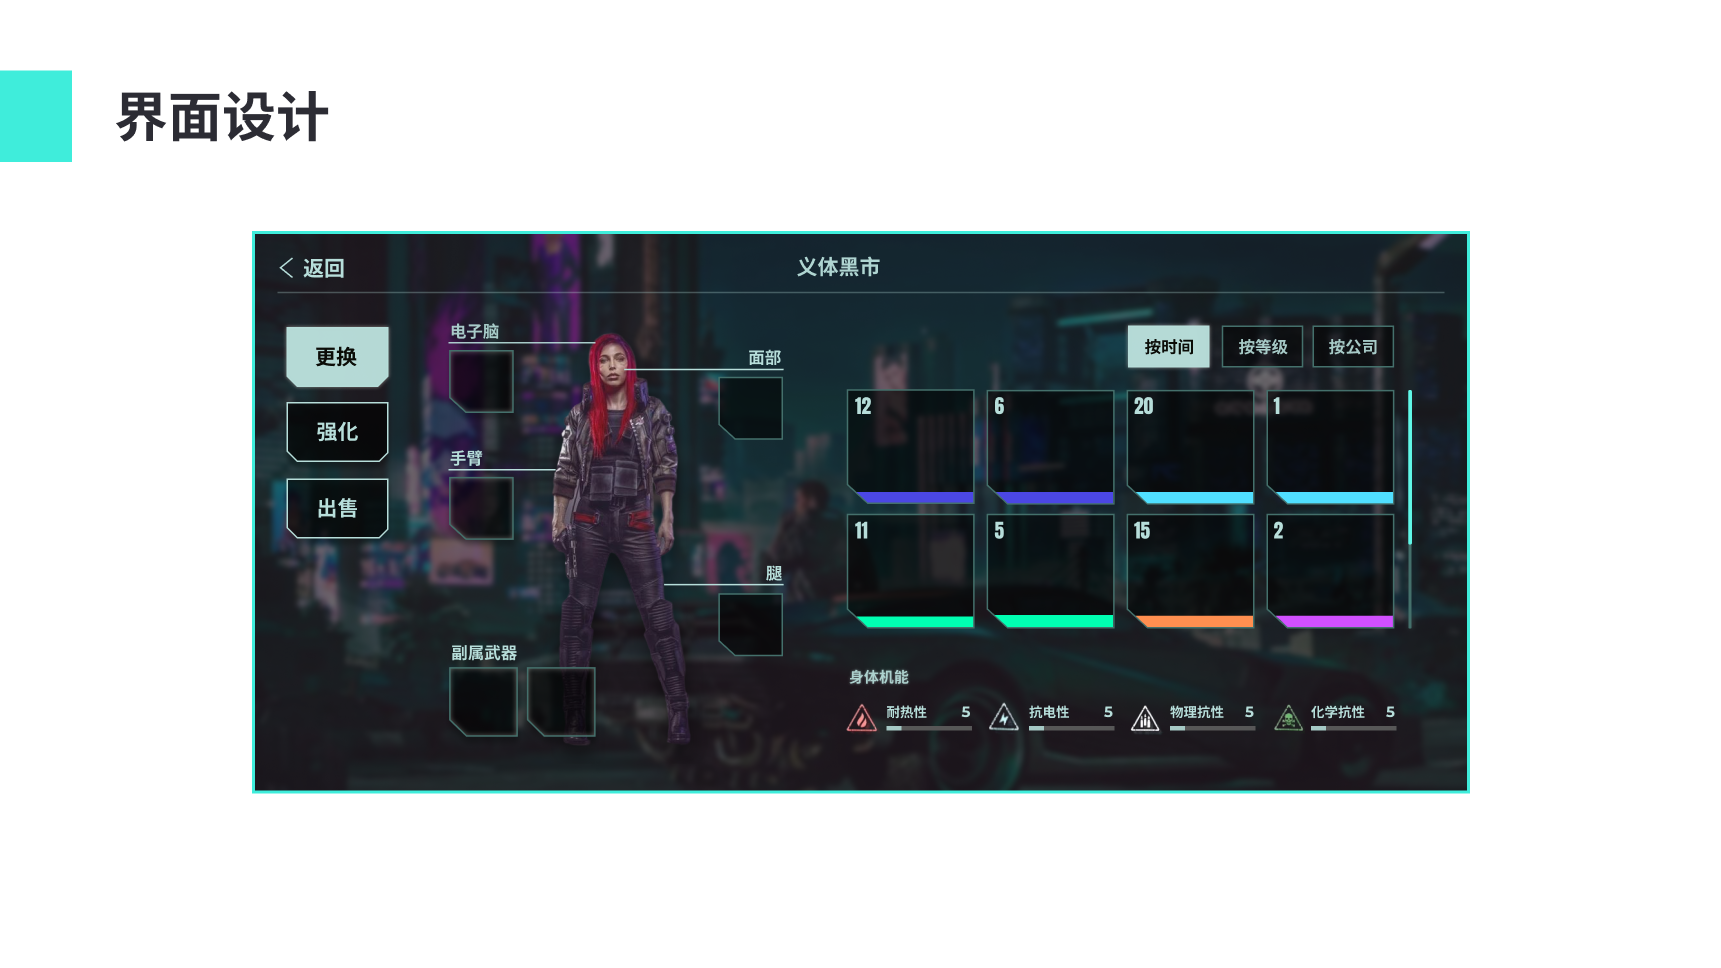 界面设计
返回
义体黑市
更换
强化
出售
电子脑
面部
手臂
腿
副属武器
按时间 按等级 按公司
12 6 20 1
11 5 15 2
身体机能
耐热性 5 抗电性 5 物理抗性 5 化学抗性 5